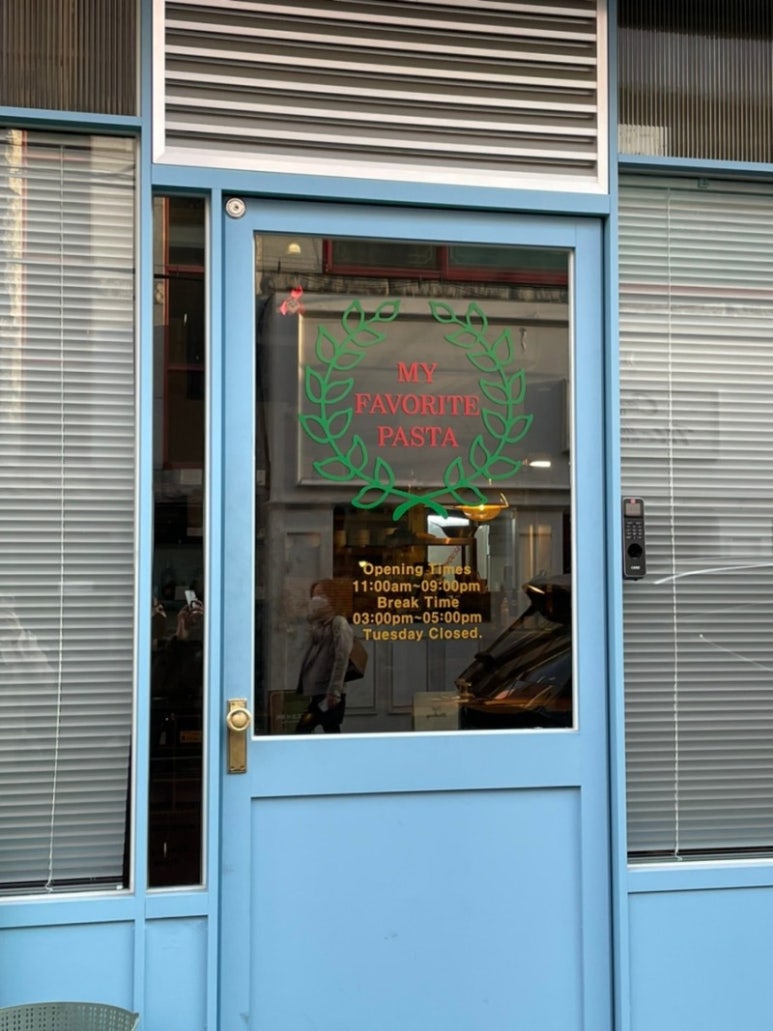 MY
FAVORITE
PASTA
Opening Times
11:00am~09:00pm
Break Time
03:00pm~05:00pm
Tuesday Closed.